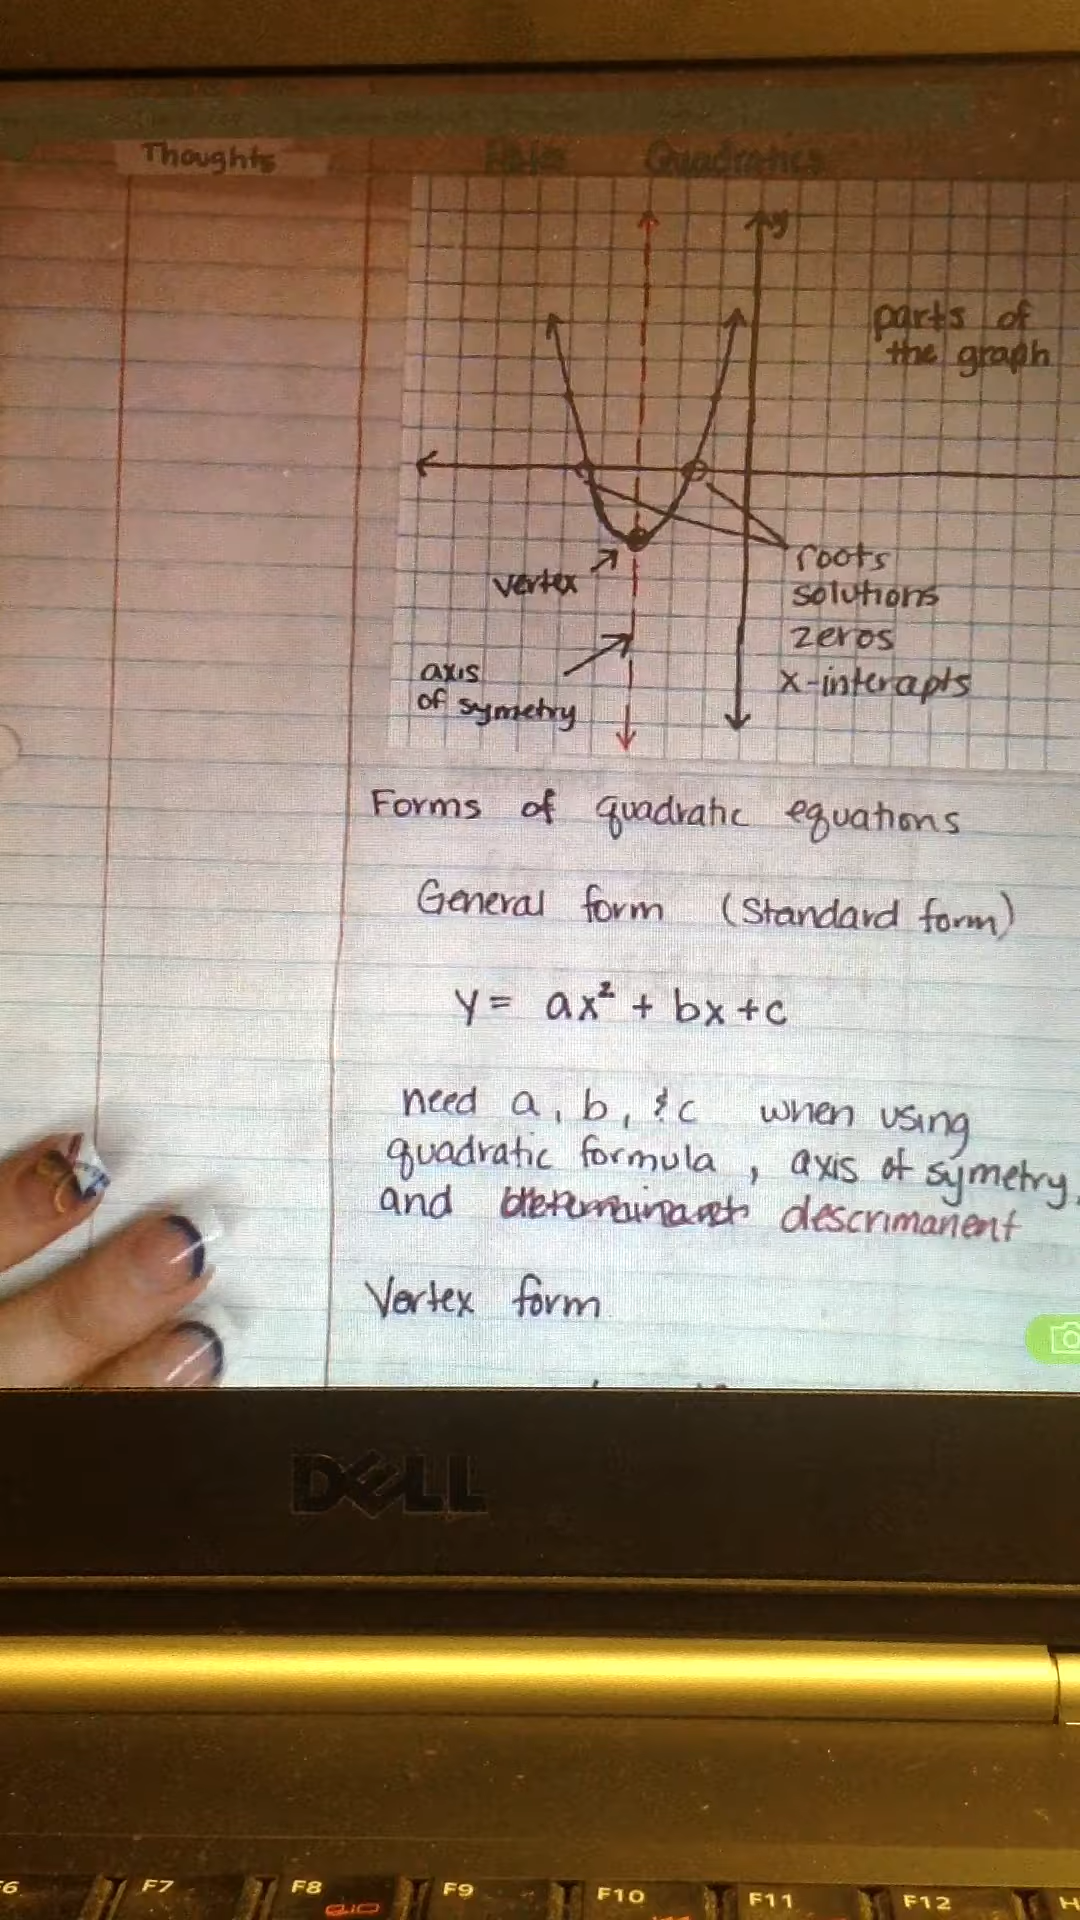 Thoughts
Quadratics
y
parts of
the graph
vertex
roots
solutions
zeros
x-intercepts
axis
of symetry
Forms of quadratic equations
General form (Standard form)
y = ax² + bx + c
need a, b, & c when using
quadratic formula, axis of symetry,
and descrimanent
Vertex form
DELL
F6
F7
F8
F9
F10
F11
F12
H